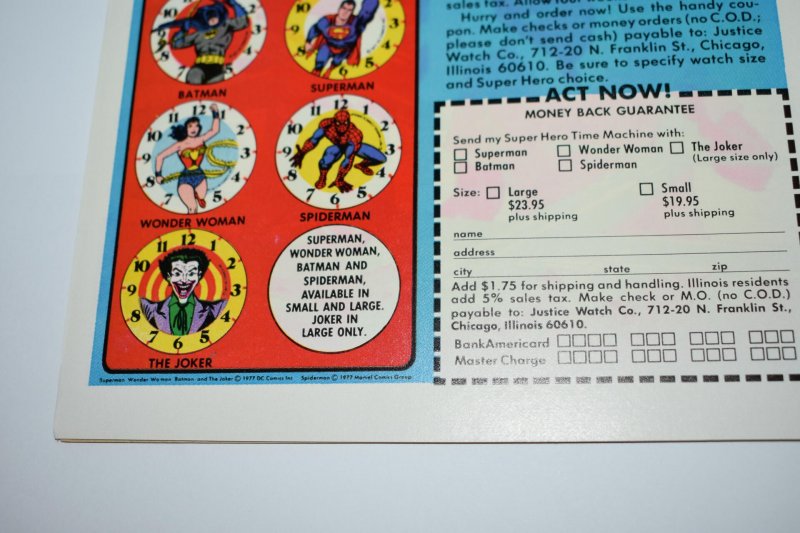 BATMAN
SUPERMAN
WONDER WOMAN
SPIDERMAN
THE JOKER
SUPERMAN,
WONDER WOMAN,
BATMAN AND
SPIDERMAN,
AVAILABLE IN
SMALL AND LARGE.
JOKER IN
LARGE ONLY.
Superman Wonder Woman Batman and The Joker © 1977 DC Comics Inc Spiderman © 1977 Marvel Comics Group
Hurry and order now! Use the handy cou-
pon. Make checks or money orders (no C.O.D.;
please don't send cash) payable to: Justice
Watch Co., 712-20 N. Franklin St., Chicago,
Illinois 60610. Be sure to specify watch size
and Super Hero choice.
ACT NOW!
MONEY BACK GUARANTEE
Send my Super Hero Time Machine with:
Superman Wonder Woman The Joker
Batman Spiderman (Large size only)
Size: Large Small
$23.95 $19.95
plus shipping plus shipping
name
address
city state zip
Add $1.75 for shipping and handling. Illinois residents
add 5% sales tax. Make check or M.O. (no C.O.D.)
payable to: Justice Watch Co., 712-20 N. Franklin St.,
Chicago, Illinois 60610.
BankAmericard
Master Charge